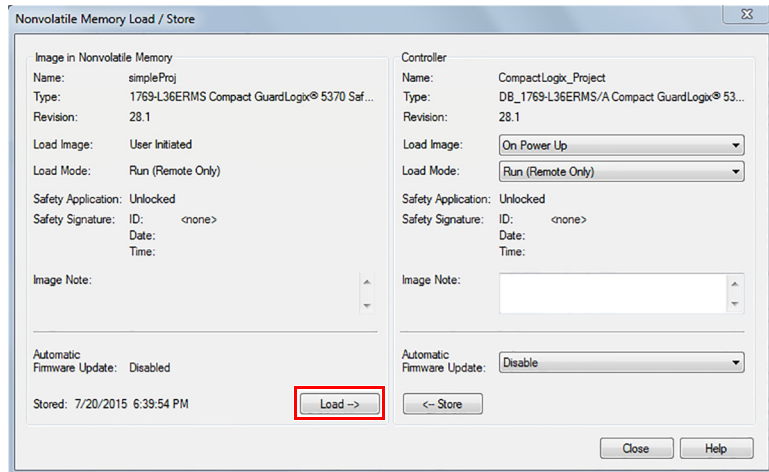 Nonvolatile Memory Load / Store
Image in Nonvolatile Memory
Name: simpleProj
Type: 1769-L36ERMS Compact GuardLogix® 5370 Saf...
Revision: 28.1
Load Image: User Initiated
Load Mode: Run (Remote Only)
Safety Application: Unlocked
Safety Signature: ID: <none>
Date:
Time:
Image Note:
Automatic
Firmware Update: Disabled
Stored: 7/20/2015 6:39:54 PM
Load -->
Controller
Name: CompactLogix_Project
Type: DB_1769-L36ERMS/A Compact GuardLogix® 53...
Revision: 28.1
Load Image: On Power Up
Load Mode: Run (Remote Only)
Safety Application: Unlocked
Safety Signature: ID: <none>
Date:
Time:
Image Note:
Automatic
Firmware Update: Disable
<-- Store
Close Help